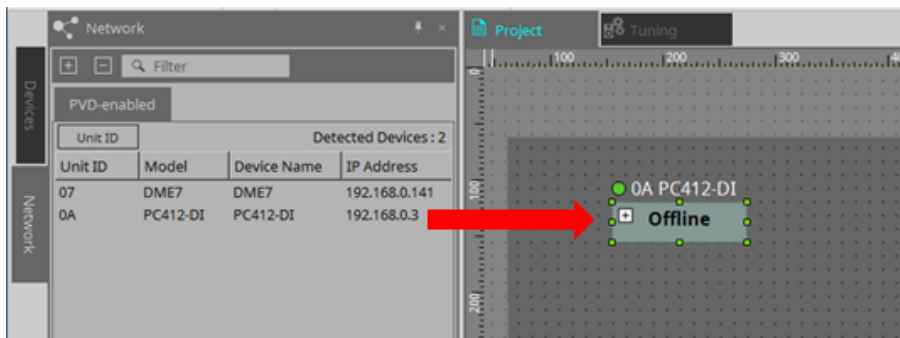 Network
Filter
PVD-enabled
Unit ID
Detected Devices : 2
Unit ID Model Device Name IP Address
07 DME7 DME7 192.168.0.141
0A PC412-DI PC412-DI 192.168.0.3
Devices
Network
Project
Tuning
100 200 300
100
200
0A PC412-DI
Offline